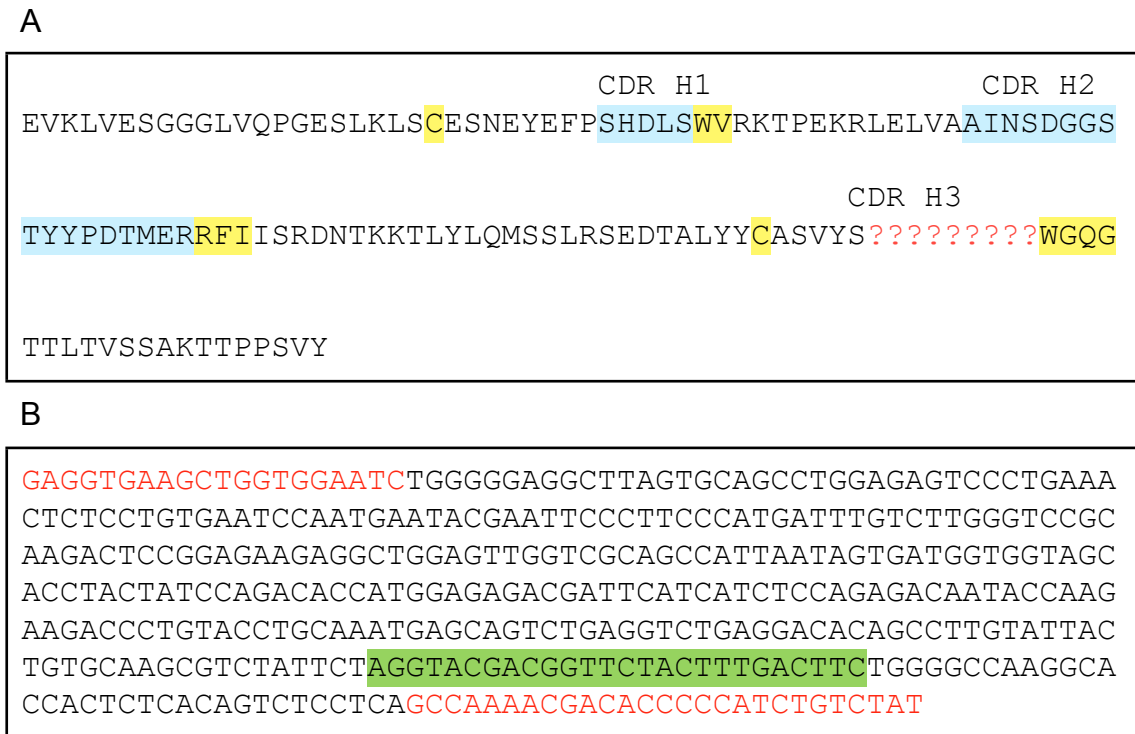 A
CDR H1 CDR H2
EVKLVESGGGLVQPGESLKLSCESNEYEFPSHDLSWVRKTPEKRLELVAAINSDGGS
CDR H3
TYYPDTMERRFIISRDNTKKTLYLQMSSLRSEDTALYYCASVYS?????????WGQG
TTLTVSSAKTTPPSVY
B
GAGGTGAAGCTGGTGGAATCTGGGGGAGGCTTAGTGCAGCCTGGAGAGTCCCTGAAA
CTCTCCTGTGAATCCAATGAATACGAATTCCCTTCCCATGATTTGTCTTGGGTCCGC
AAGACTCCGGAGAAGAGGCTGGAGTTGGTCGCAGCCATTAATAGTGATGGTGGTAGC
ACCTACTATCCAGACACCATGGAGAGACGATTCATCATCTCCAGAGACAATACCAAG
AAGACCCTGTACCTGCAAATGAGCAGTCTGAGGTCTGAGGACACAGCCTTGTATTAC
TGTGCAAGCGTCTATTCTAGGTACGACGGTTCTACTTTGACTTCTGGGGCCAAGGCA
CCACTCTCACAGTCTCCTCAGCCAAAACGACACCCCCATCTGTCTAT